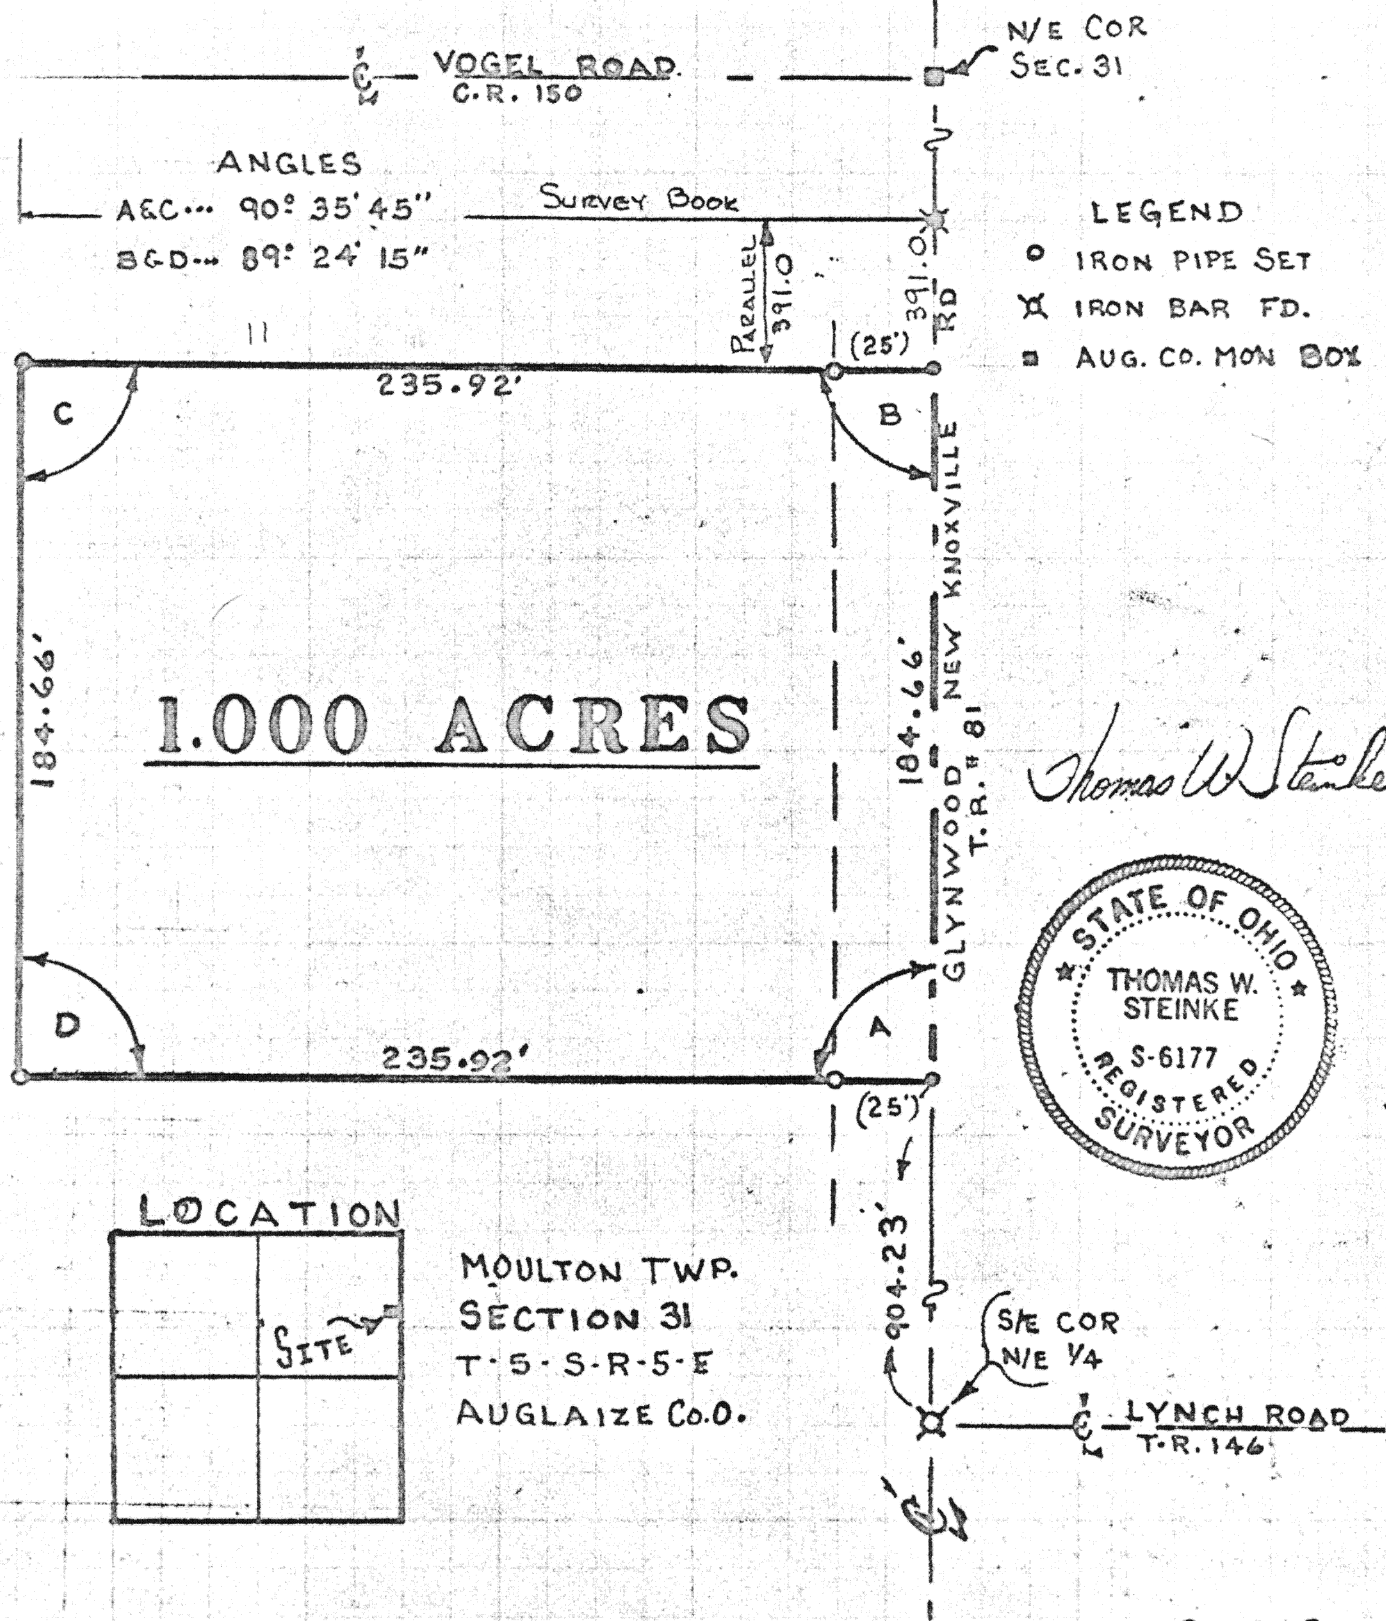 N/E COR
SEC. 31
VOGEL ROAD.
C.R. 150
ANGLES
A&C... 90° 35' 45"
B&D... 89° 24' 15"
SURVEY BOOK
PARALLEL
391.0
391.0
RD
LEGEND
IRON PIPE SET
IRON BAR FD.
AUG. CO. MON BOX
11
(25')
235.92'
C
B
184.66'
1.000 ACRES
184.66'
GLYNWOOD NEW KNOXVILLE
T.R. # 81
Thomas W Steinke
STATE OF OHIO
THOMAS W.
STEINKE
S-6177
REGISTERED
SURVEYOR
D
A
235.92'
(25')
904.23'
LOCATION
SITE
MOULTON TWP.
SECTION 31
T-5-S-R-5-E
AUGLAIZE CO.O.
S/E COR
N/E 1/4
LYNCH ROAD
T.R. 146